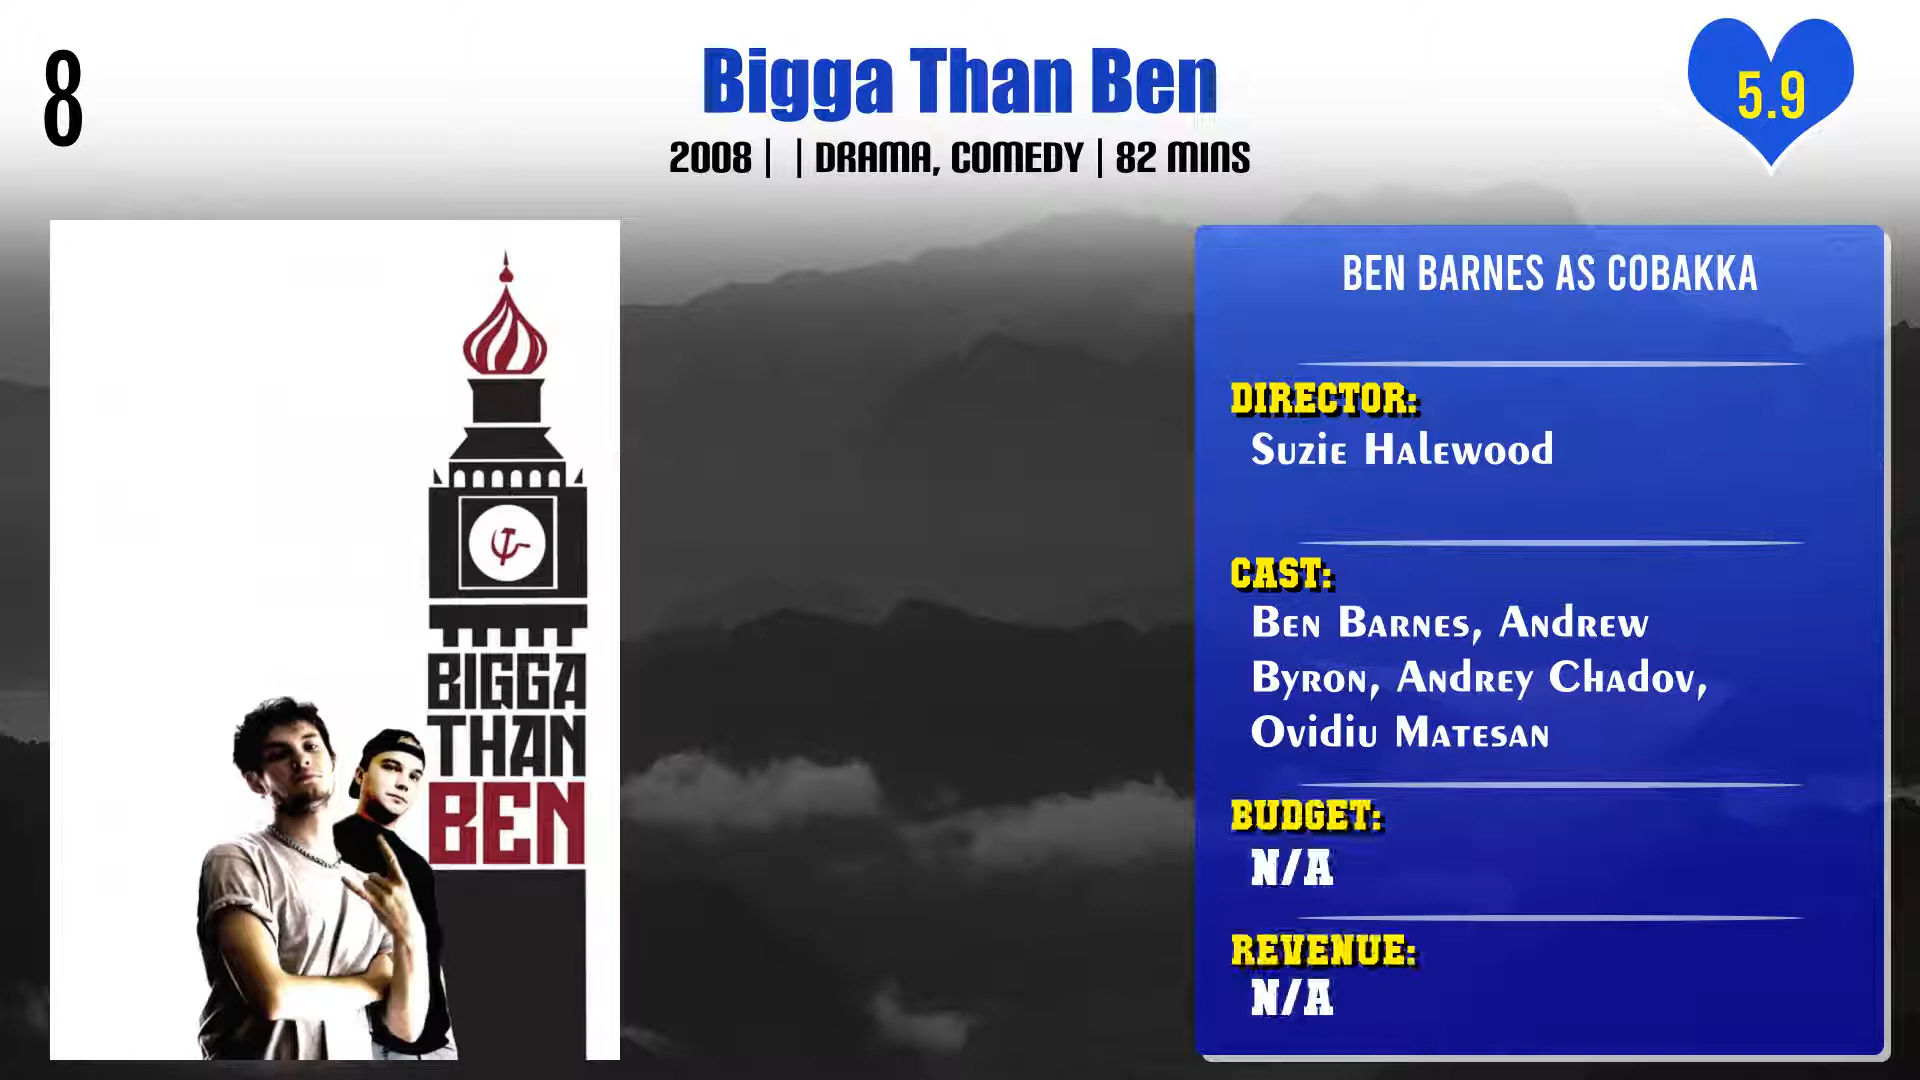 8
Bigga Than Ben
5.9
2008 | | DRAMA, COMEDY | 82 MINS
BIGGA
THAN
BEN
BEN BARNES AS COBAKKA
DIRECTOR:
Suzie Halewood
CAST:
Ben Barnes, Andrew
Byron, Andrey Chadov,
Ovidiu Matesan
BUDGET:
N/A
REVENUE:
N/A